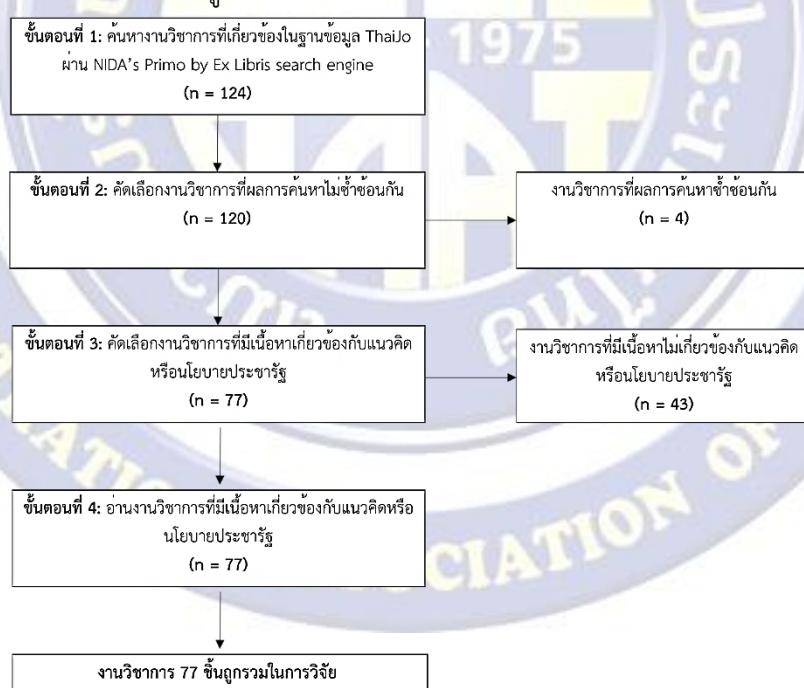 ขั้นตอนที่ 1: ค้นหางานวิชาการที่เกี่ยวข้องในฐานข้อมูล ThaiJo
ผ่าน NIDA's Primo by Ex Libris search engine
(n = 124)
1975
ขั้นตอนที่ 2: คัดเลือกงานวิชาการที่ผลการค้นหาไม่ซ้ำซ้อนกัน
(n = 120)
งานวิชาการที่ผลการค้นหาซ้ำซ้อนกัน
(n = 4)
ขั้นตอนที่ 3: คัดเลือกงานวิชาการที่มีเนื้อหาเกี่ยวข้องกับแนวคิด
หรือนโยบายประชารัฐ
(n = 77)
งานวิชาการที่มีเนื้อหาไม่เกี่ยวข้องกับแนวคิด
หรือนโยบายประชารัฐ
(n = 43)
ขั้นตอนที่ 4: อ่านงานวิชาการที่มีเนื้อหาเกี่ยวข้องกับแนวคิดหรือ
นโยบายประชารัฐ
(n = 77)
CIATION OF
งานวิชาการ 77 ชิ้นถูกรวมในการวิจัย